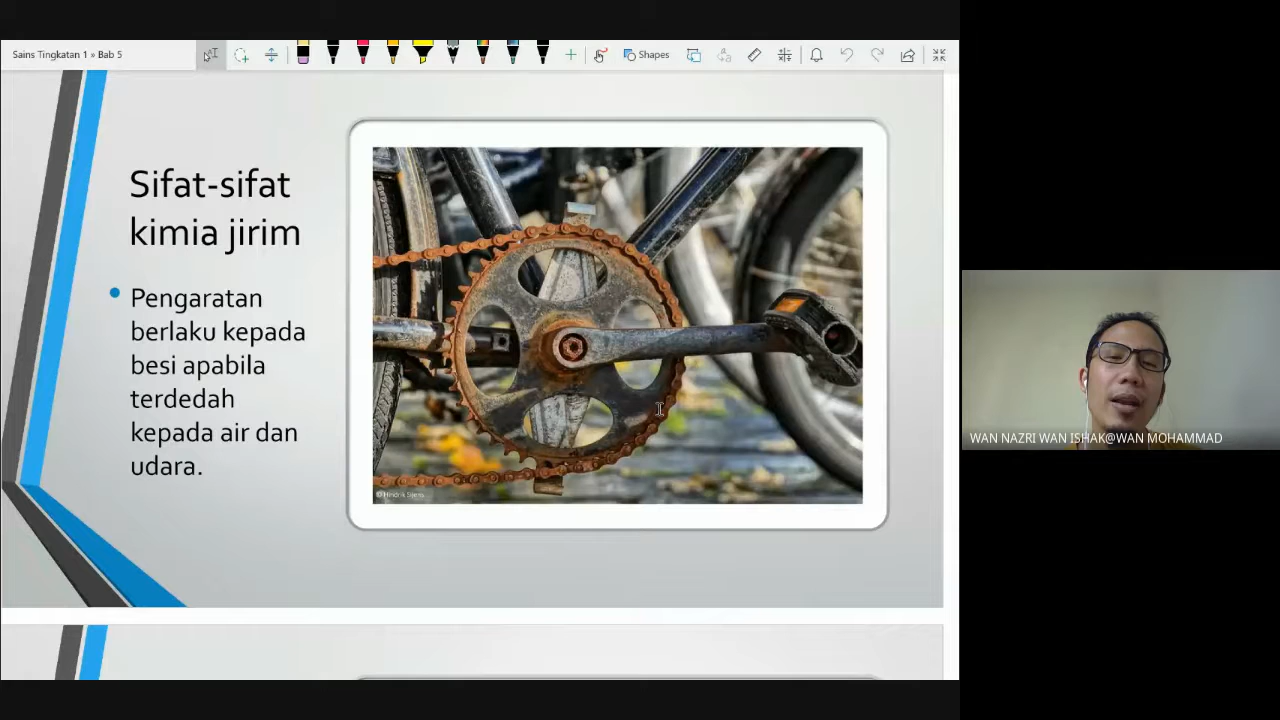 Sains Tingkatan 1 » Bab 5
Shapes
Sifat-sifat
kimia jirim
Pengaratan
berlaku kepada
besi apabila
terdedah
kepada air dan
udara.
WAN NAZRI WAN ISHAK@WAN MOHAMMAD